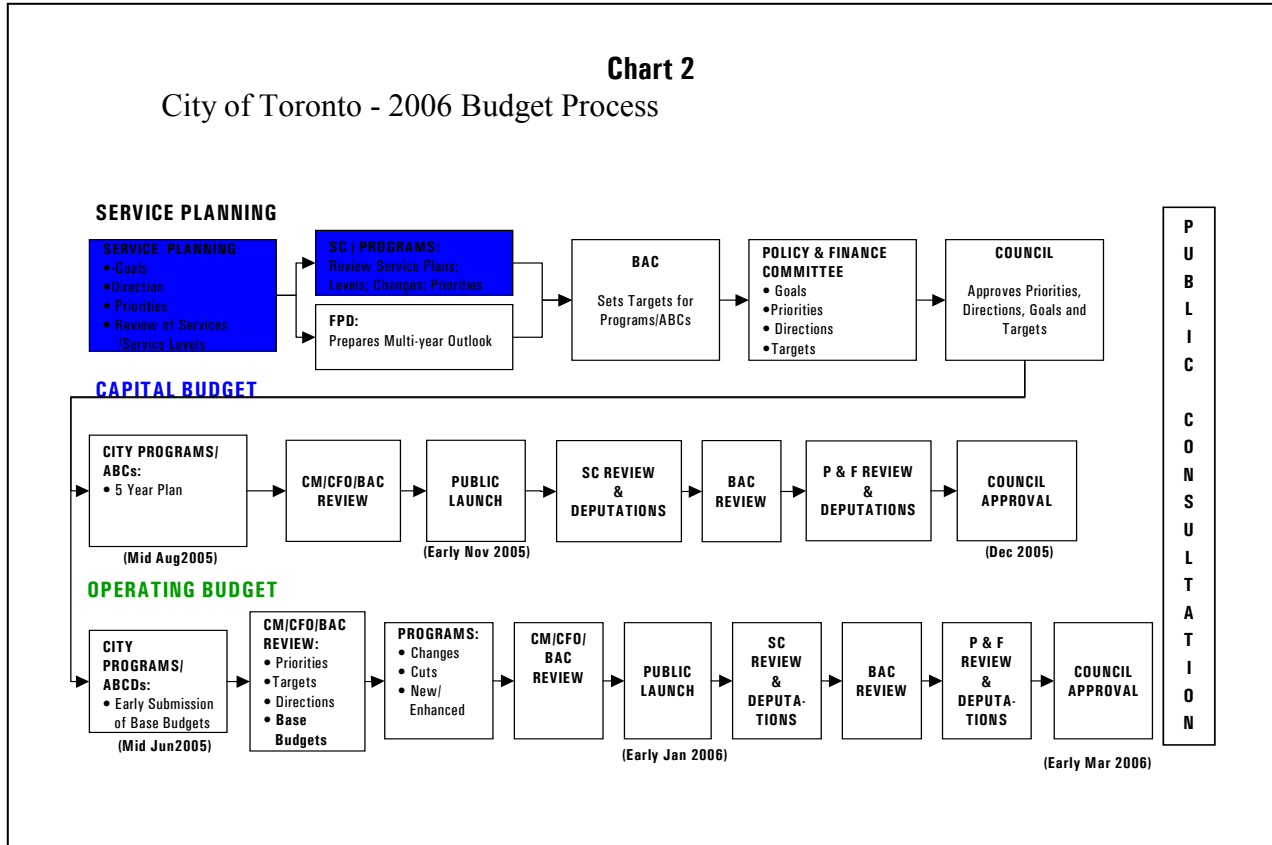 Chart 2
City of Toronto - 2006 Budget Process
SERVICE PLANNING
SERVICE PLANNING
•-Goals
•Direction
• Priorities
• Review of Services
/Service Levels
SC / PROGRAMS:
Review Service Plans;
Levels; Changes; Priorities
FPD:
Prepares Multi-year Outlook
BAC
Sets Targets for
Programs/ABCs
POLICY & FINANCE
COMMITTEE
• Goals
•Priorities
• Directions
•Targets
COUNCIL
Approves Priorities,
Directions, Goals and
Targets
CAPITAL BUDGET
CITY PROGRAMS/
ABCs:
• 5 Year Plan
(Mid Aug2005)
CM/CFO/BAC
REVIEW
PUBLIC
LAUNCH
(Early Nov 2005)
SC REVIEW
&
DEPUTATIONS
BAC
REVIEW
P & F REVIEW
&
DEPUTATIONS
COUNCIL
APPROVAL
(Dec 2005)
OPERATING BUDGET
CITY
PROGRAMS/
ABCDs:
• Early Submission
of Base Budgets
(Mid Jun2005)
CM/CFO/BAC
REVIEW:
• Priorities
•Targets
• Directions
• Base
Budgets
PROGRAMS:
• Changes
• Cuts
• New/
Enhanced
CM/CFO/
BAC
REVIEW
PUBLIC
LAUNCH
(Early Jan 2006)
SC
REVIEW
&
DEPUTA-
TIONS
BAC
REVIEW
P & F
REVIEW
&
DEPUTA-
TIONS
COUNCIL
APPROVAL
(Early Mar 2006)
PUBLIC CONSULTATION